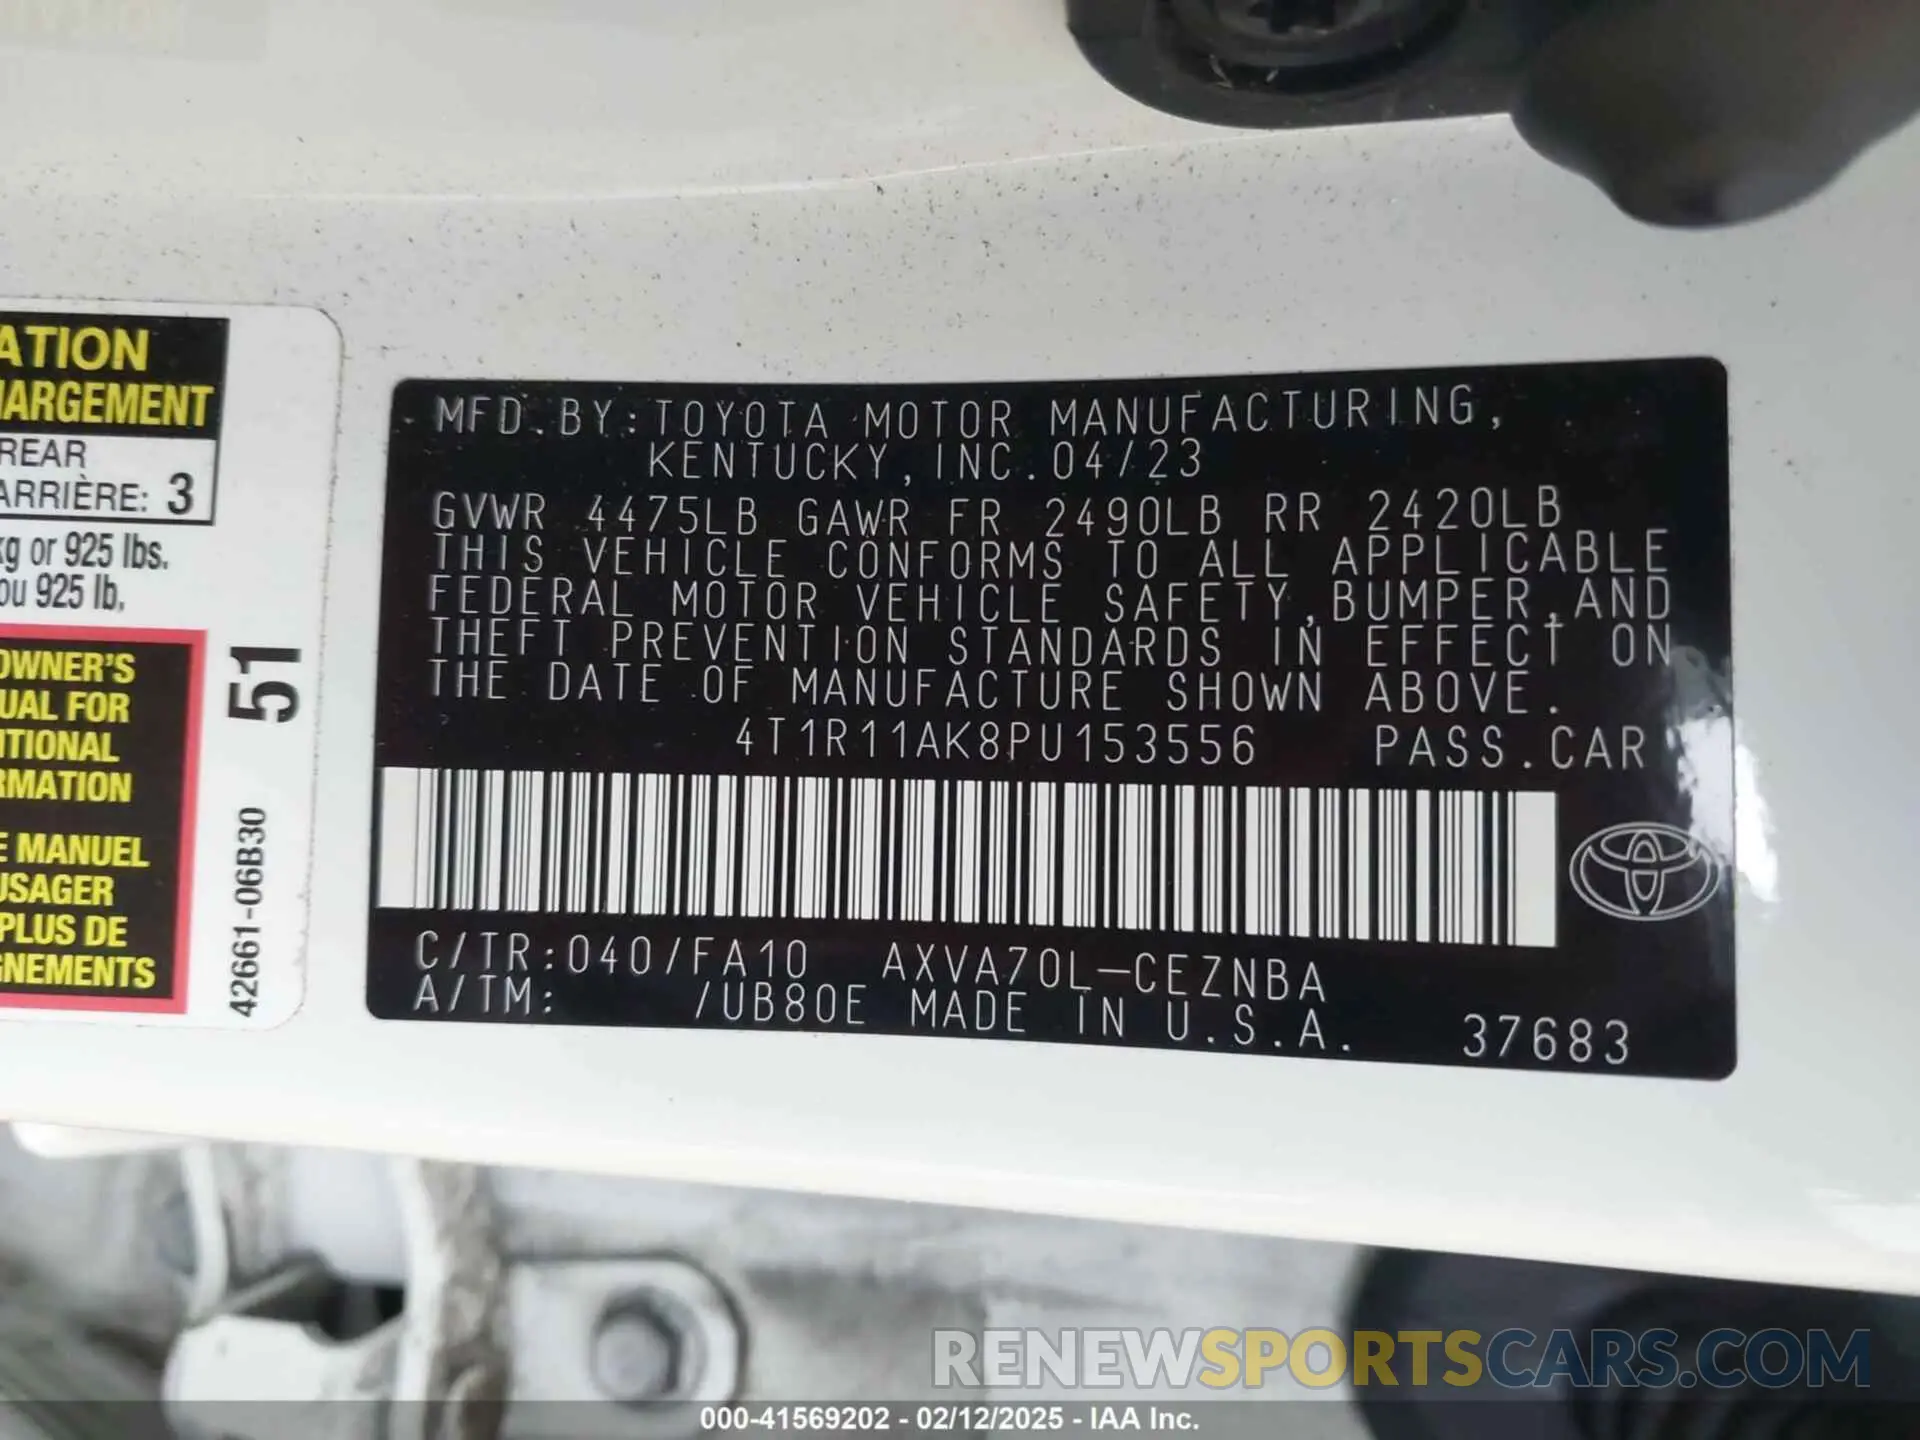 ATION
HARGEMENT
REAR
ARRIÈRE: 3
kg or 925 lbs.
ou 925 lb.
OWNER'S
UAL FOR
ITIONAL
RMATION
E MANUEL
USAGER
PLUS DE
GNEMENTS
51
42661-06B30
MFD.BY:TOYOTA MOTOR MANUFACTURING,
KENTUCKY,INC.04/23
GVWR 4475LB GAWR FR 2490LB RR 2420LB
THIS VEHICLE CONFORMS TO ALL APPLICABLE
FEDERAL MOTOR VEHICLE SAFETY,BUMPER,AND
THEFT PREVENTION STANDARDS IN EFFECT ON
THE DATE OF MANUFACTURE SHOWN ABOVE.
4T1R11AK8PU153556 PASS.CAR
C/TR:040/FA10 AXVA70L-CEZNBA
A/TM: /UB80E MADE IN U.S.A. 37683
RENEWSPORTSCARS.COM
000-41569202 - 02/12/2025 - IAA Inc.